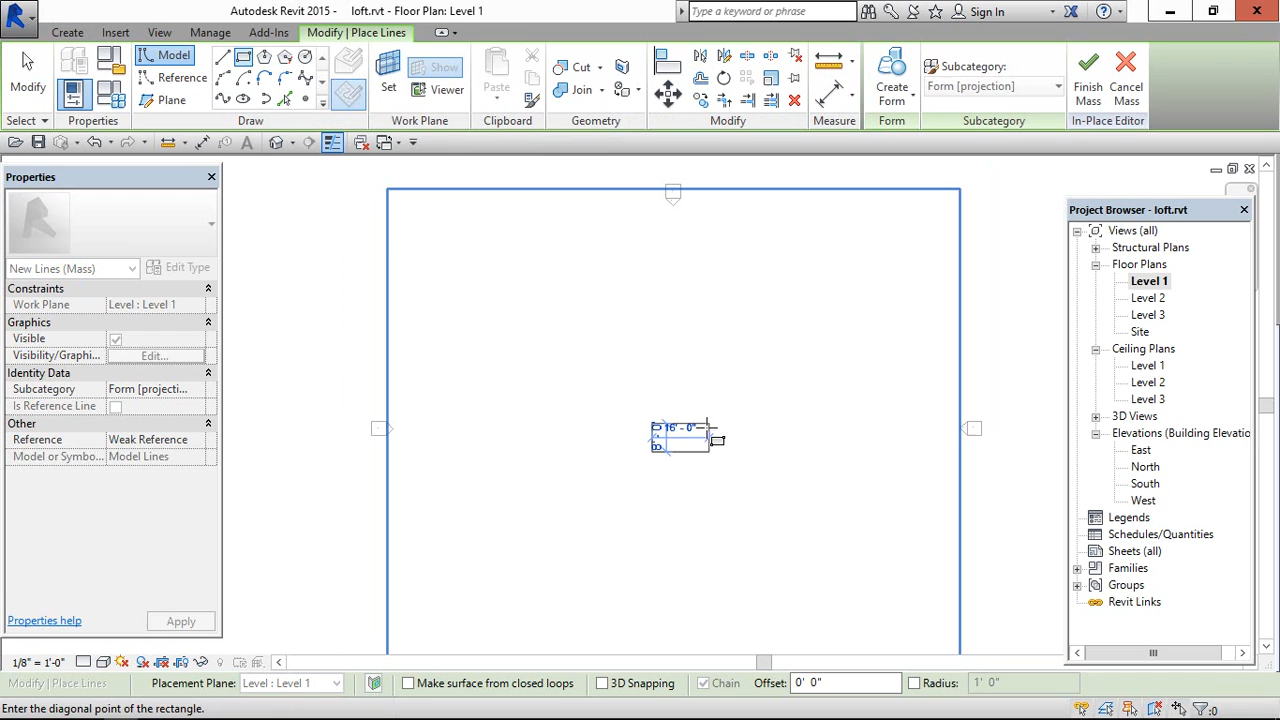 Autodesk Revit 2015 - loft.rvt - Floor Plan: Level 1
Type a keyword or phrase
Sign In
Create Insert View Manage Add-Ins Modify | Place Lines
Modify
Model
Reference
Plane
Set
Show
Viewer
Paste
Cut
Join
Create Form
Subcategory:
Form [projection]
Finish Mass
Cancel Mass
Select Properties Draw Work Plane Clipboard Geometry Modify Measure Form Subcategory In-Place Editor
Properties
New Lines (Mass) Edit Type
Constraints
Work Plane Level : Level 1
Graphics
Visible
Visibility/Graphi... Edit...
Identity Data
Subcategory Form [projecti...
Is Reference Line
Other
Reference Weak Reference
Model or Symbo... Model Lines
Properties help Apply
16' - 0"
Project Browser - loft.rvt
Views (all)
Structural Plans
Floor Plans
Level 1
Level 2
Level 3
Site
Ceiling Plans
Level 1
Level 2
Level 3
3D Views
Elevations (Building Elevatio
East
North
South
West
Legends
Schedules/Quantities
Sheets (all)
Families
Groups
Revit Links
1/8" = 1'-0"
Modify | Place Lines Placement Plane: Level : Level 1 Make surface from closed loops 3D Snapping Chain Offset: 0' 0" Radius: 1' 0"
Enter the diagonal point of the rectangle.
:0